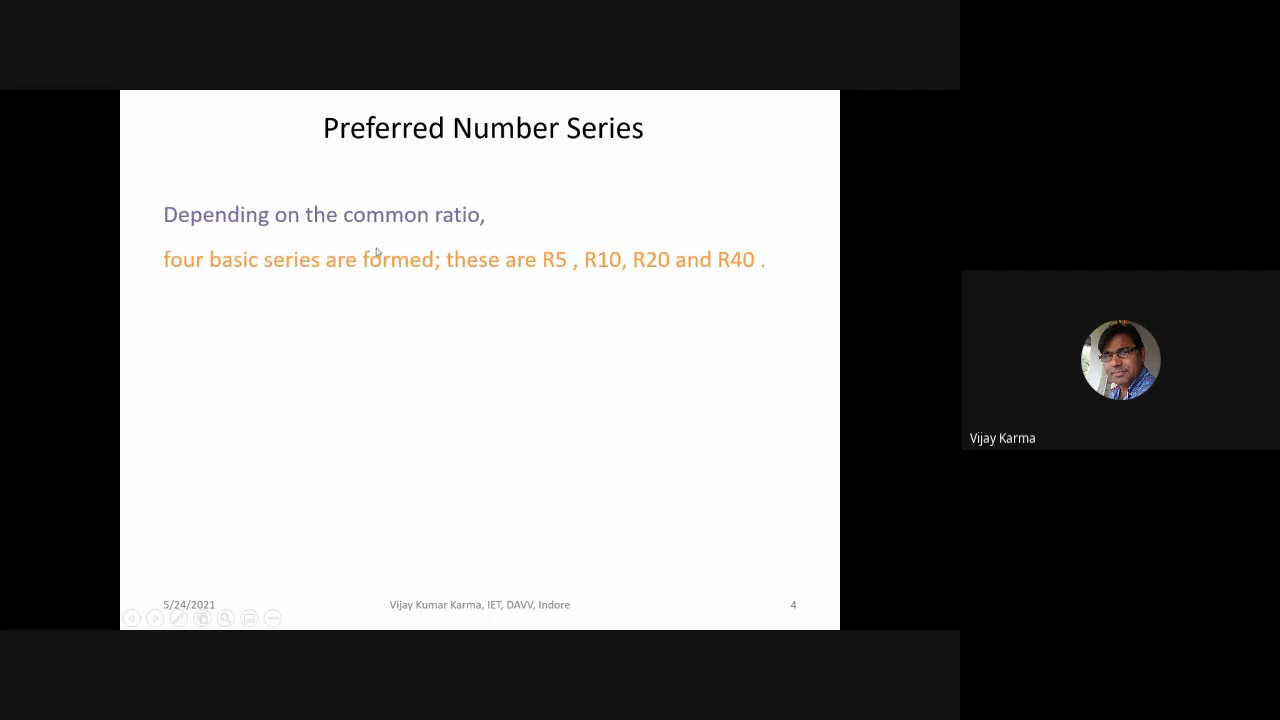 Preferred Number Series
Depending on the common ratio,
four basic series are formed; these are R5 , R10, R20 and R40 .
Vijay Karma
5/24/2021
Vijay Kumar Karma, IET, DAVV, Indore
4